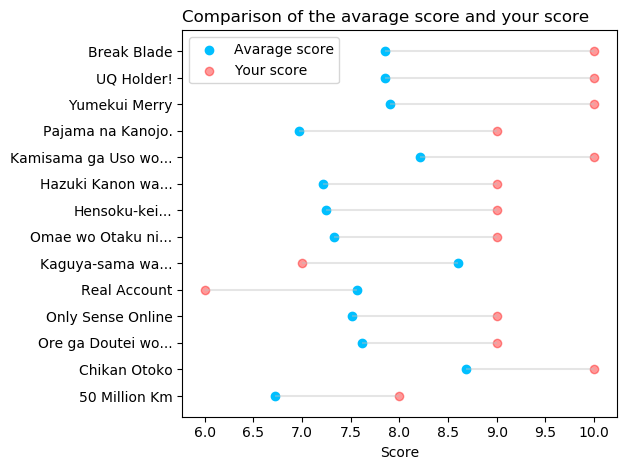 Comparison of the avarage score and your score
Avarage score
Your score
Break Blade
UQ Holder!
Yumekui Merry
Pajama na Kanojo.
Kamisama ga Uso wo...
Hazuki Kanon wa...
Hensoku-kei...
Omae wo Otaku ni...
Kaguya-sama wa...
Real Account
Only Sense Online
Ore ga Doutei wo...
Chikan Otoko
50 Million Km
6.0 6.5 7.0 7.5 8.0 8.5 9.0 9.5 10.0
Score